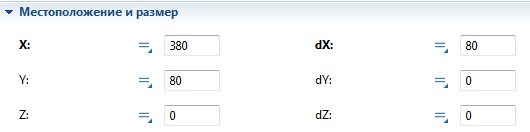 Местоположение и размер
X: = 380 dX: = 80
Y: = 80 dY: = 0
Z: = 0 dZ: = 0